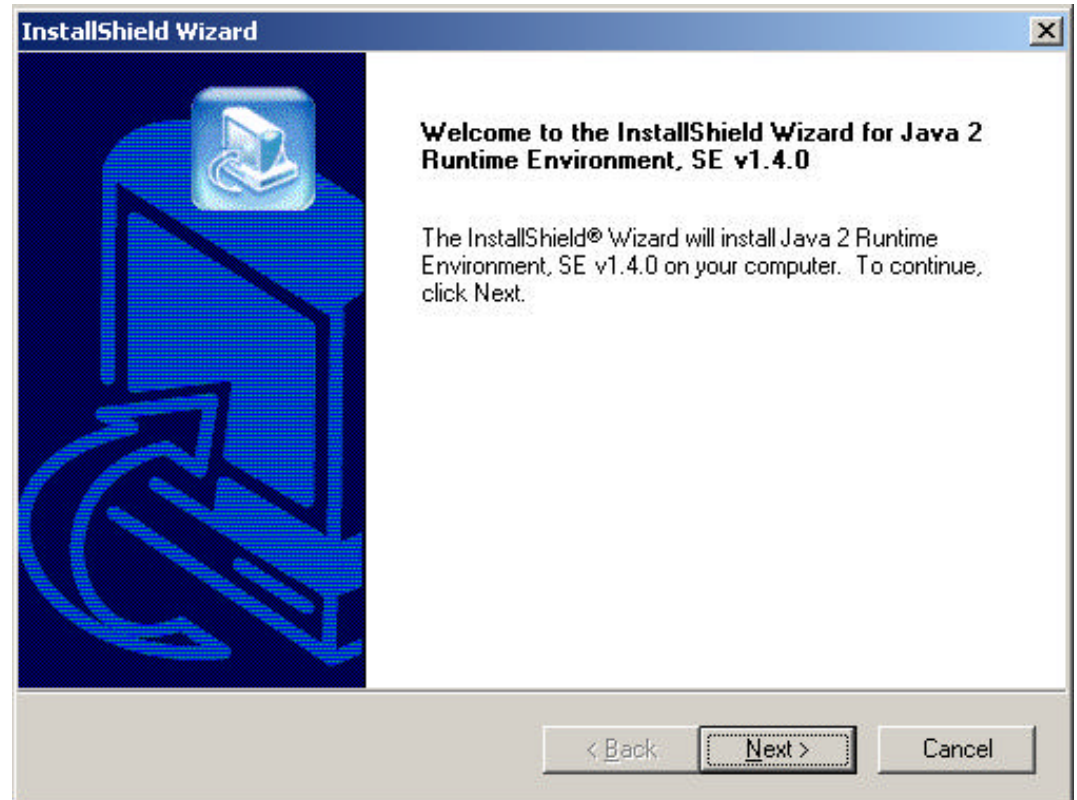 InstallShield Wizard
Welcome to the InstallShield Wizard for Java 2
Runtime Environment, SE v1.4.0
The InstallShield® Wizard will install Java 2 Runtime
Environment, SE v1.4.0 on your computer.  To continue,
click Next.
< Back
Next >
Cancel